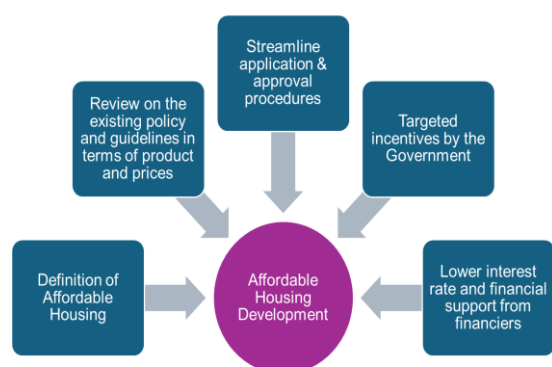 Streamline
application &
approval
procedures
Review on the
existing policy
and guidelines in
terms of product
and prices
Targeted
incentives by the
Government
Definition of
Affordable
Housing
Affordable
Housing
Development
Lower interest
rate and financial
support from
financiers